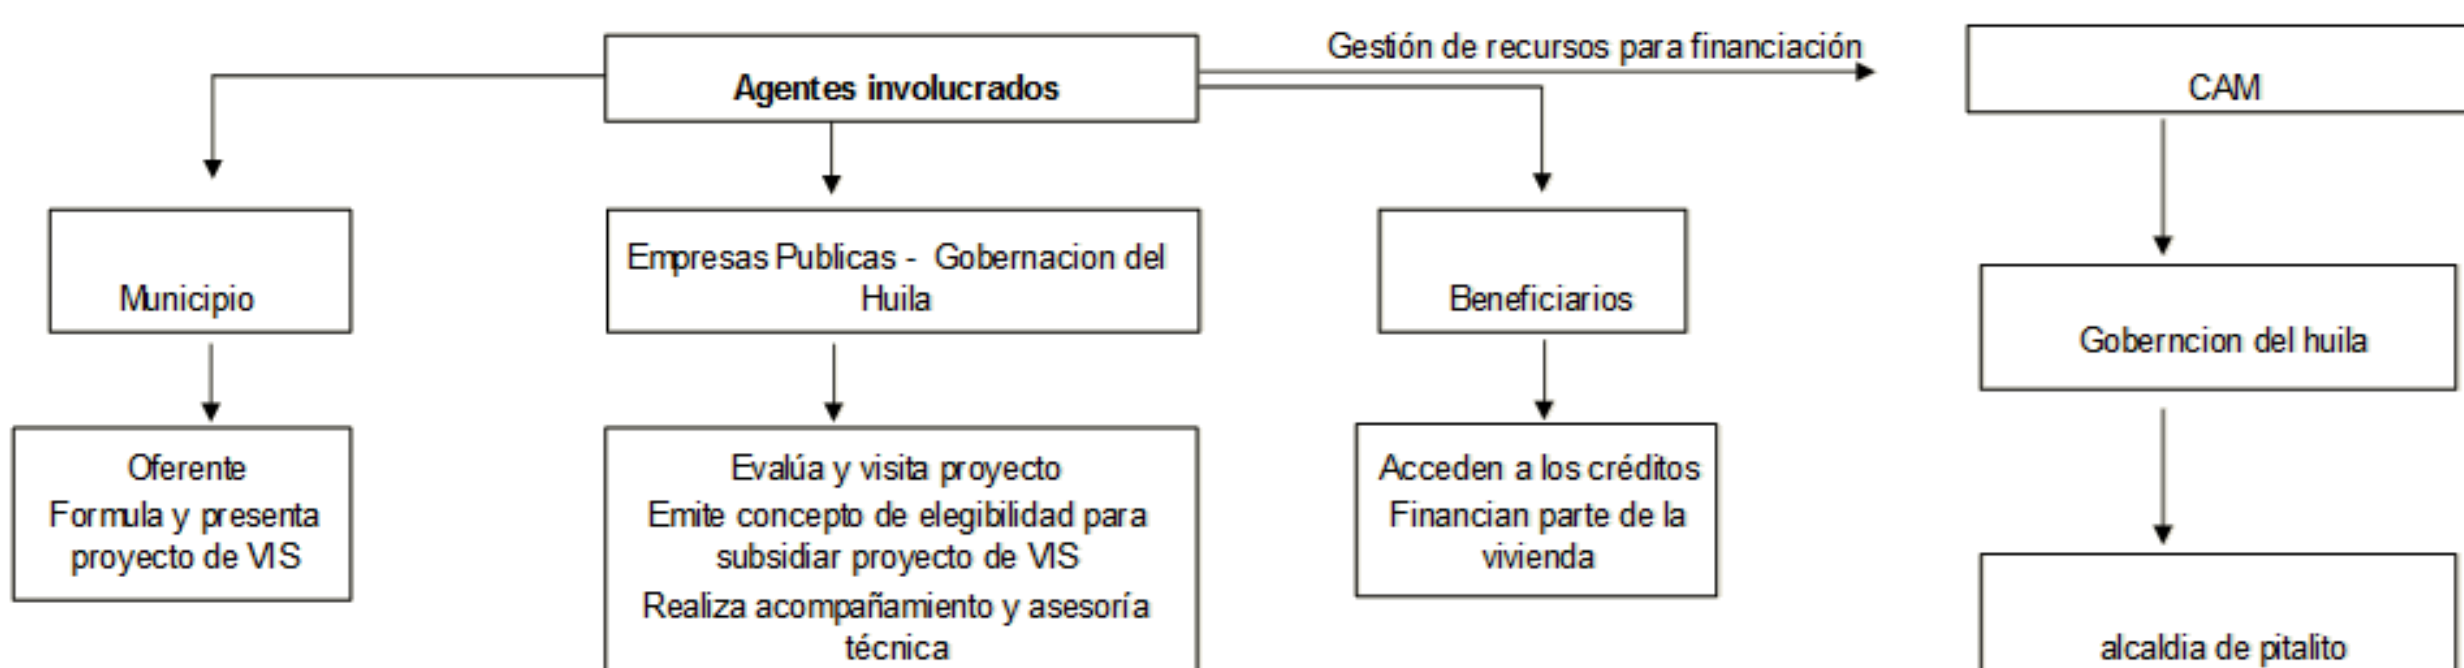 Gestión de recursos para financiación
Agentes involucrados
CAM
Municipio
Empresas Publicas - Gobernacion del
Huila
Beneficiarios
Goberncion del huila
Oferente
Formula y presenta
proyecto de VIS
Evalúa y visita proyecto
Emite concepto de elegibilidad para
subsidiar proyecto de VIS
Realiza acompañamiento y asesoría
técnica
Acceden a los créditos
Financian parte de la
vivienda
alcaldia de pitalito